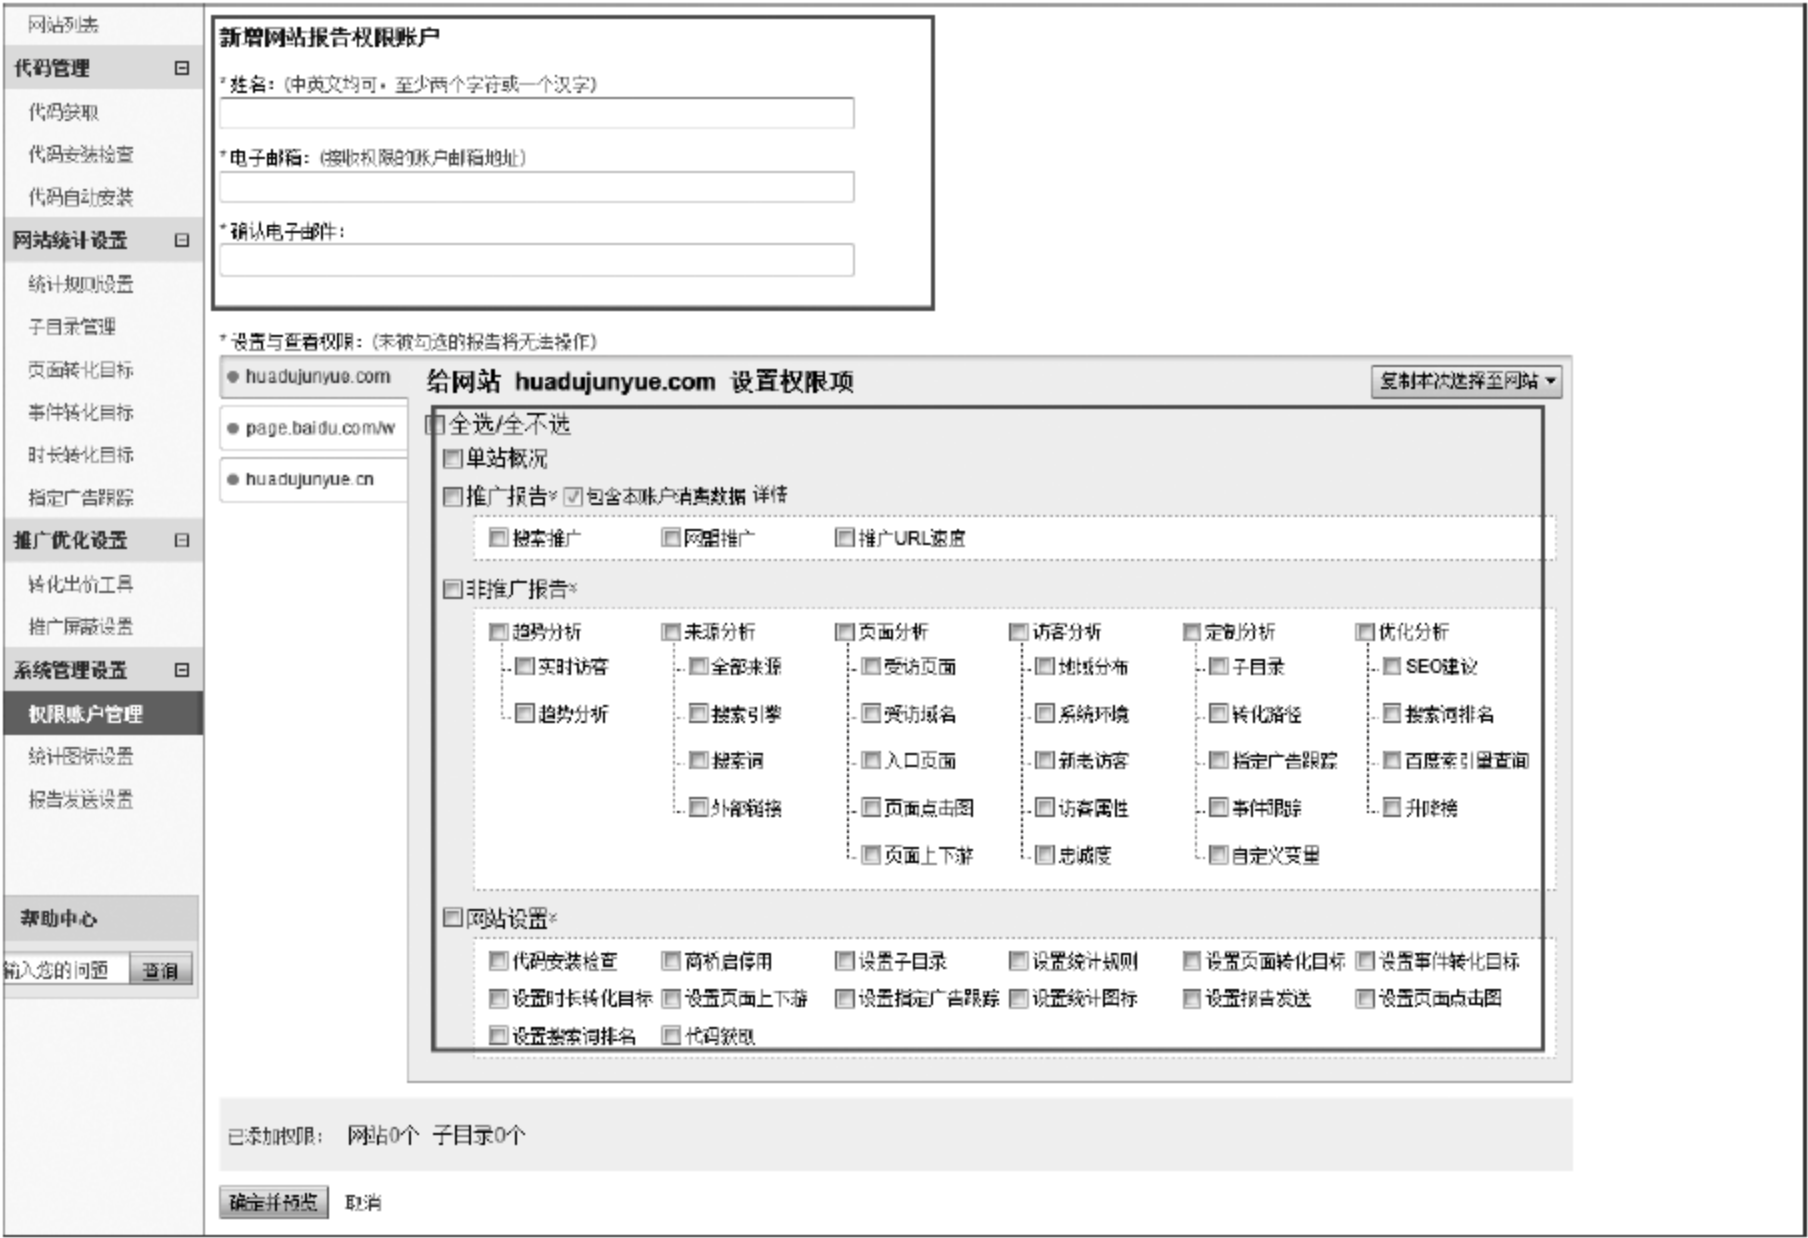 网站列表
代码管理
代码获取
代码安装检查
代码自动安装
网站统计设置
统计规则设置
子目录管理
页面转化目标
事件转化目标
时长转化目标
指定广告跟踪
推广优化设置
转化出价工具
推广屏蔽设置
系统管理设置
权限账户管理
统计图标设置
报告发送设置
帮助中心
输入您的问题 查询
新增网站报告权限账户
*姓名：(中英文均可，至少两个字符或一个汉字)
*电子邮箱：(接收权限的账户邮箱地址)
*确认电子邮件：
*设置与查看权限：(未被勾选的报告将无法操作)
huadujunyue.com
page.baidu.com/w
huadujunyue.cn
给网站 huadujunyue.com 设置权限项 复制本次选择至网站
全选/全不选
单站概况
推广报告 包含本账户消费数据 详情
搜索推广 网盟推广 推广URL速度
非推广报告
趋势分析 来源分析 页面分析 访客分析 定制分析 优化分析
实时访客 全部来源 受访页面 地域分布 子目录 SEO建议
趋势分析 搜索引擎 受访域名 系统环境 转化路径 搜索词排名
搜索词 入口页面 新老访客 指定广告跟踪 百度索引量查询
外部链接 页面点击图 访客属性 事件跟踪 升降榜
页面上下游 忠诚度 自定义变量
网站设置
代码安装检查 商桥启停用 设置子目录 设置统计规则 设置页面转化目标 设置事件转化目标
设置时长转化目标 设置页面上下游 设置指定广告跟踪 设置统计图标 设置报告发送 设置页面点击图
设置搜索词排名 代码获取
已添加权限： 网站0个 子目录0个
确定并预览 取消